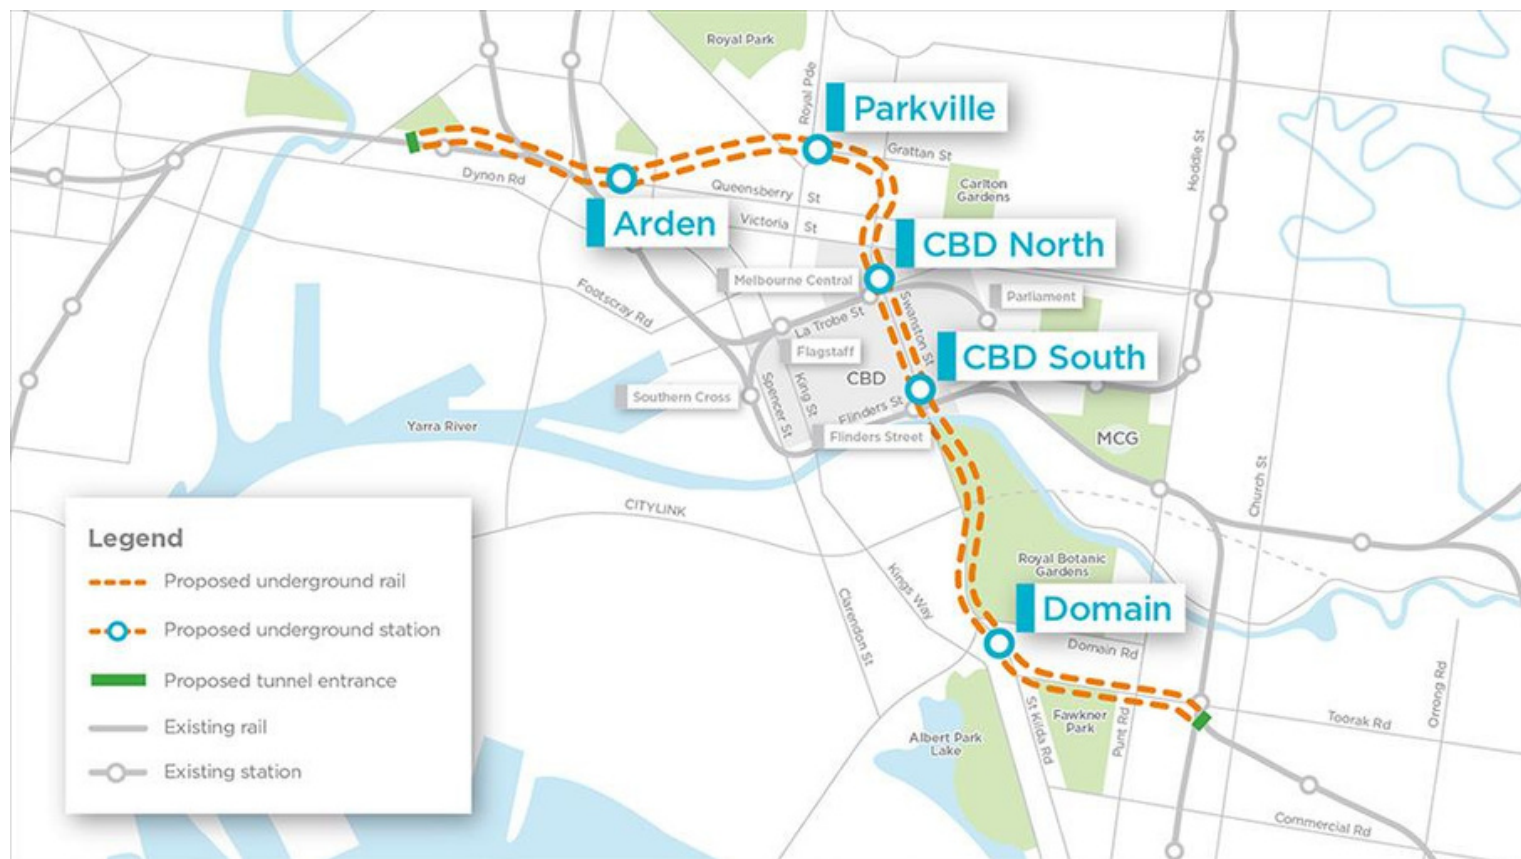 Royal Park
Royal Pde
Parkville
Grattan St
Hoddle St
Carlton
Gardens
Dynon Rd
Queensberry St
Arden
Victoria St
CBD North
Melbourne Central
Parliament
Footscray Rd
La Trobe St
Swanston St
Flagstaff
CBD South
CBD
Southern Cross
Spencer St
King St
Flinders St
Flinders Street
Yarra River
MCG
Church St
CITYLINK
Royal Botanic
Gardens
Kings Way
Clarendon St
Domain
Domain Rd
Orrong Rd
Toorak Rd
St Kilda Rd
Fawkner
Park
Punt Rd
Albert Park
Lake
Commercial Rd
Legend
Proposed underground rail
Proposed underground station
Proposed tunnel entrance
Existing rail
Existing station